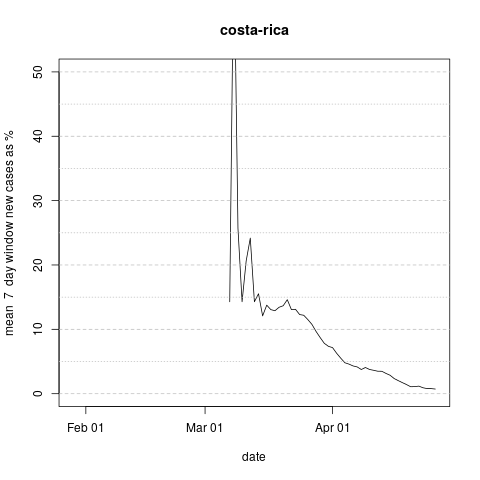 costa-rica
mean 7 day window new cases as %
50
40
30
20
10
0
Feb 01
Mar 01
Apr 01
date